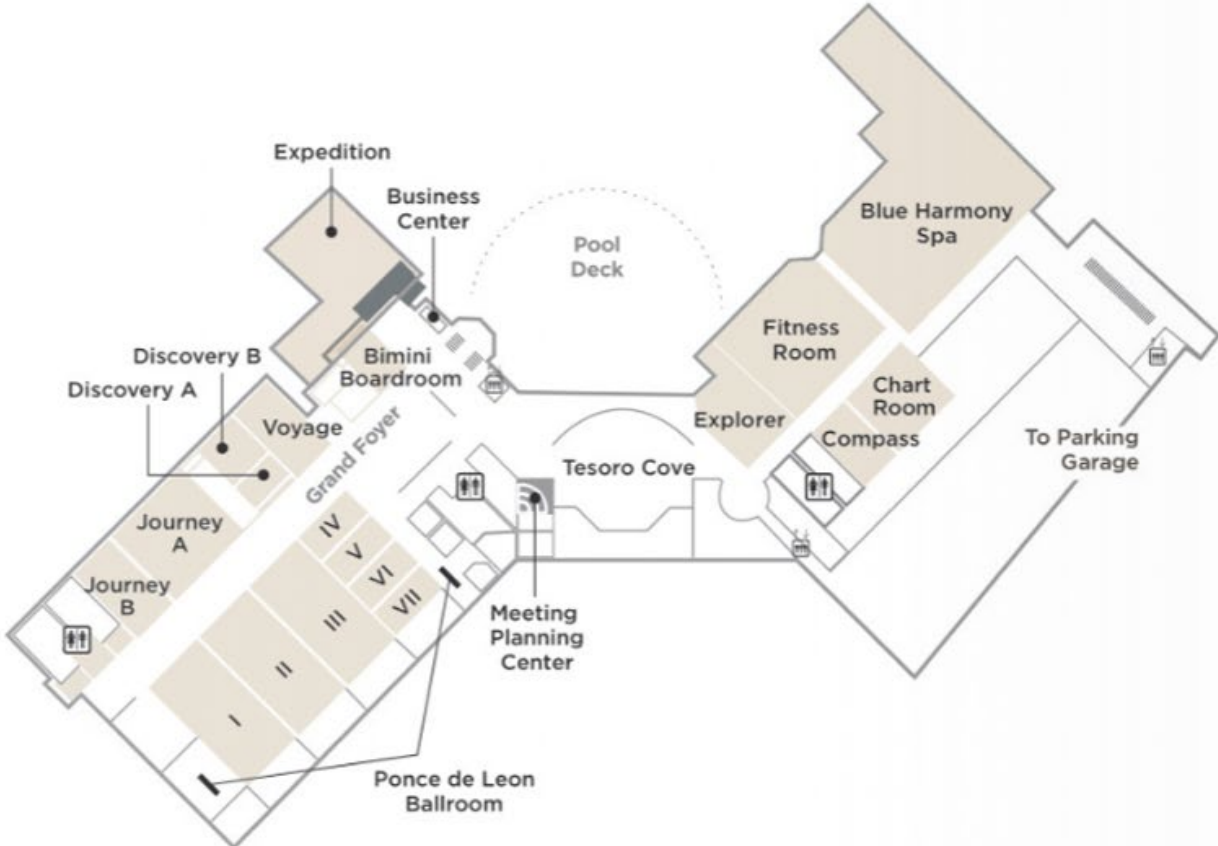 Expedition
Business
Center
Pool
Deck
Blue Harmony
Spa
Fitness
Room
Discovery B
Discovery A
Bimini
Boardroom
Chart
Room
Explorer
Voyage
Compass
To Parking
Garage
Grand Foyer
Tesoro Cove
Journey
A
Journey
B
IV
V
VI
VII
III
II
I
Meeting
Planning
Center
Ponce de Leon
Ballroom